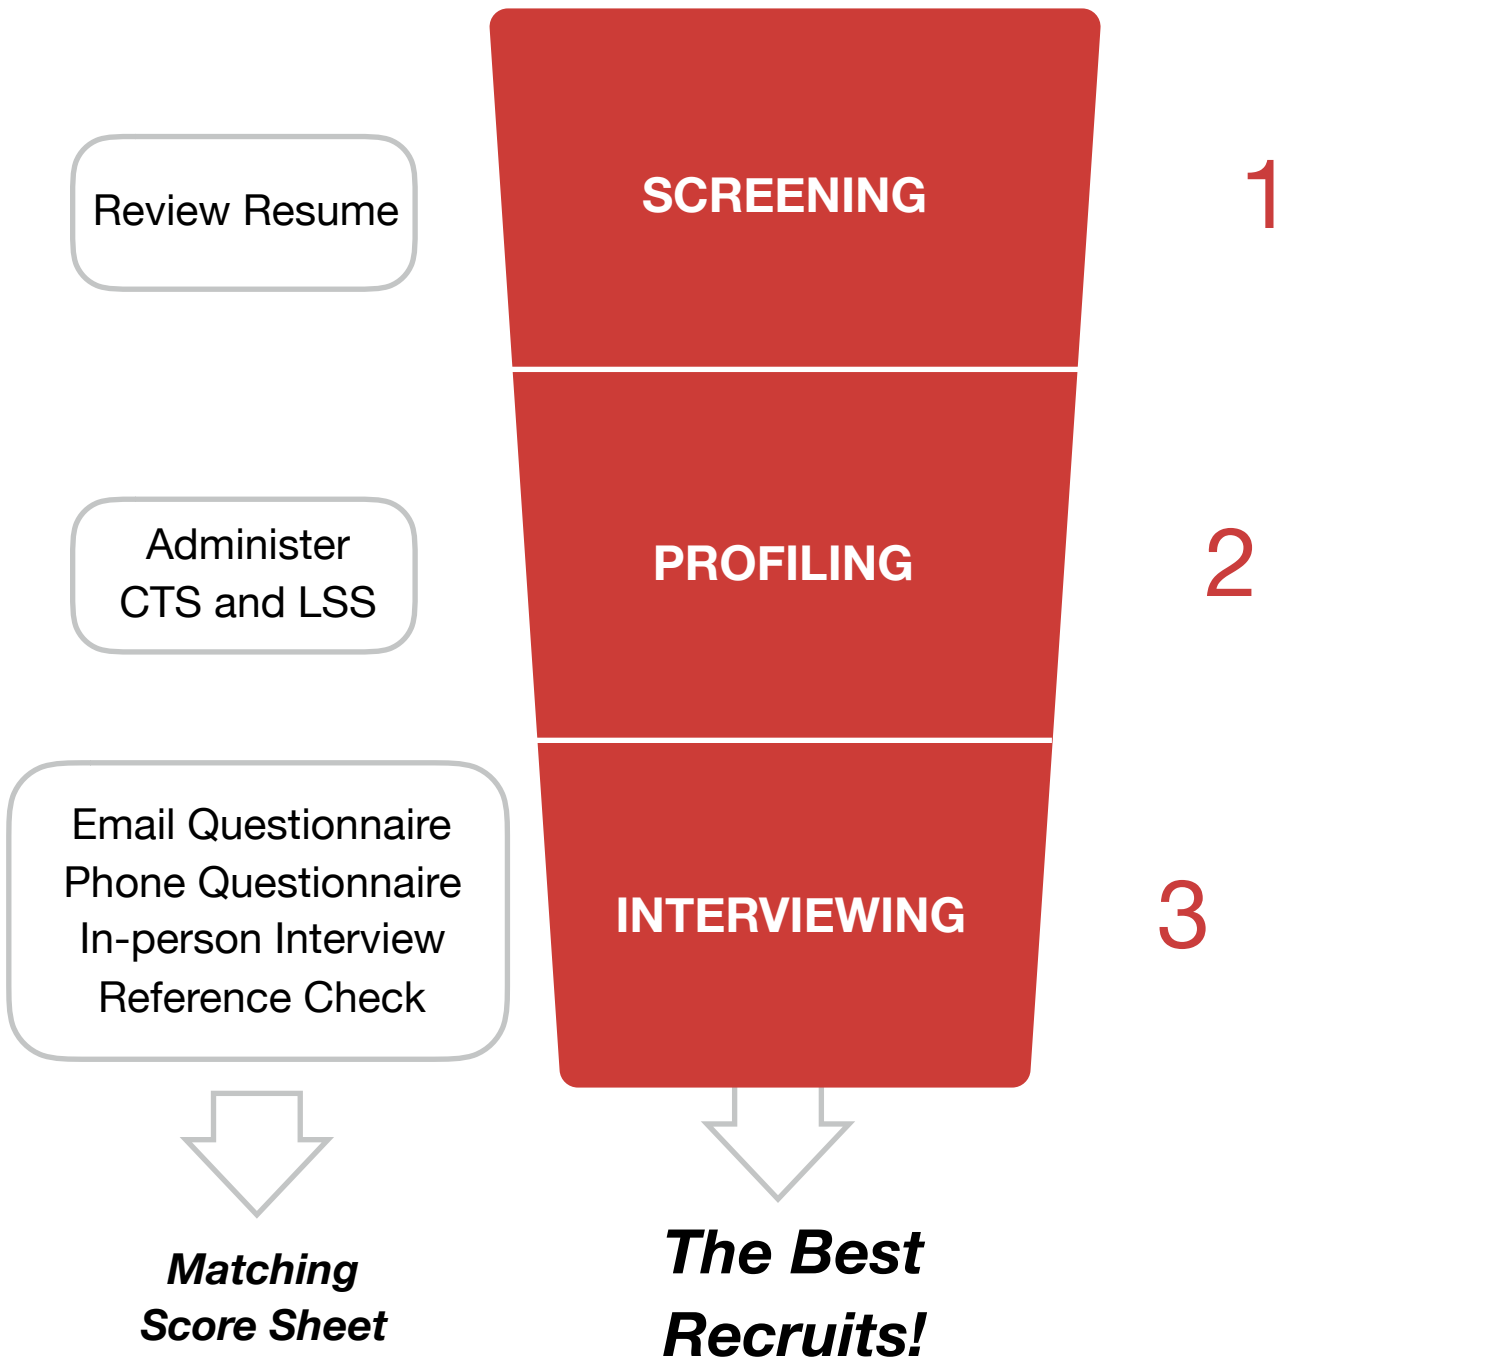 Review Resume
SCREENING
1
Administer
CTS and LSS
PROFILING
2
Email Questionnaire
Phone Questionnaire
In-person Interview
Reference Check
INTERVIEWING
3
Matching
Score Sheet
The Best
Recruits!